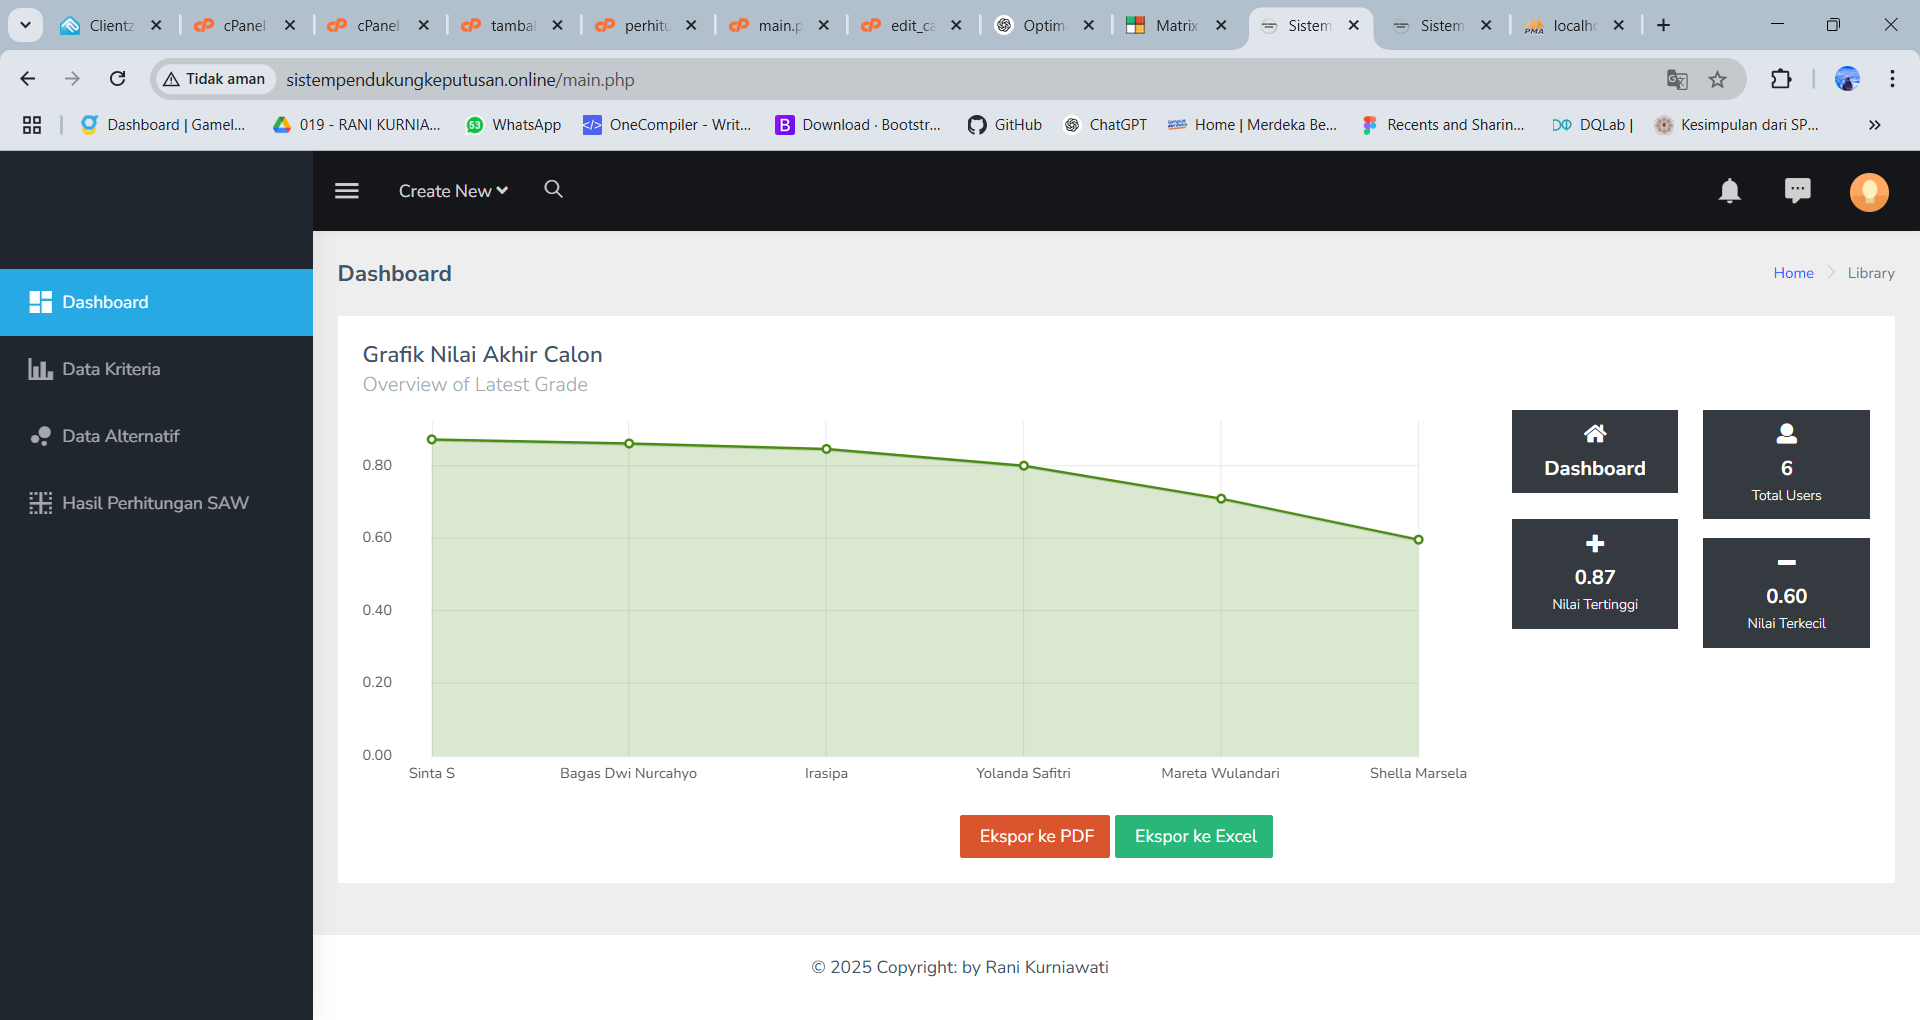 Clientz
cPanel
cPanel
tambal
perhitu
main.p
edit_ca
Optim
Matrix
Sistem
Sistem
PMA
localho
Tidak aman
sistempendukungkeputusan.online/main.php
Dashboard | Gamel...
019 - RANI KURNIA...
53
WhatsApp
OneCompiler - Writ...
B
Download · Bootstr...
GitHub
ChatGPT
Home | Merdeka Be...
Recents and Sharin...
DQLab |
Kesimpulan dari SP...
Create New
Dashboard
Home
Library
Dashboard
Data Kriteria
Data Alternatif
Hasil Perhitungan SAW
Grafik Nilai Akhir Calon
Overview of Latest Grade
0.80
0.60
0.40
0.20
0.00
Sinta S
Bagas Dwi Nurcahyo
Irasipa
Yolanda Safitri
Mareta Wulandari
Shella Marsela
Dashboard
6
Total Users
0.87
Nilai Tertinggi
0.60
Nilai Terkecil
Ekspor ke PDF
Ekspor ke Excel
© 2025 Copyright: by Rani Kurniawati